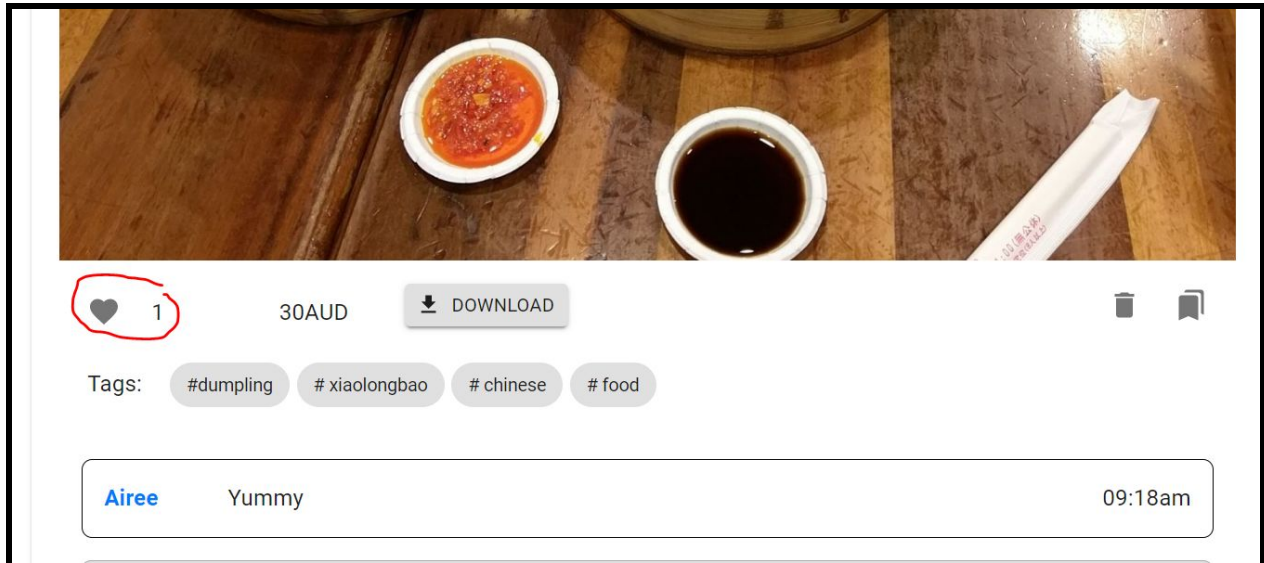 1
30AUD
DOWNLOAD
Tags:
#dumpling
# xiaolongbao
# chinese
# food
Airee
Yummy
09:18am